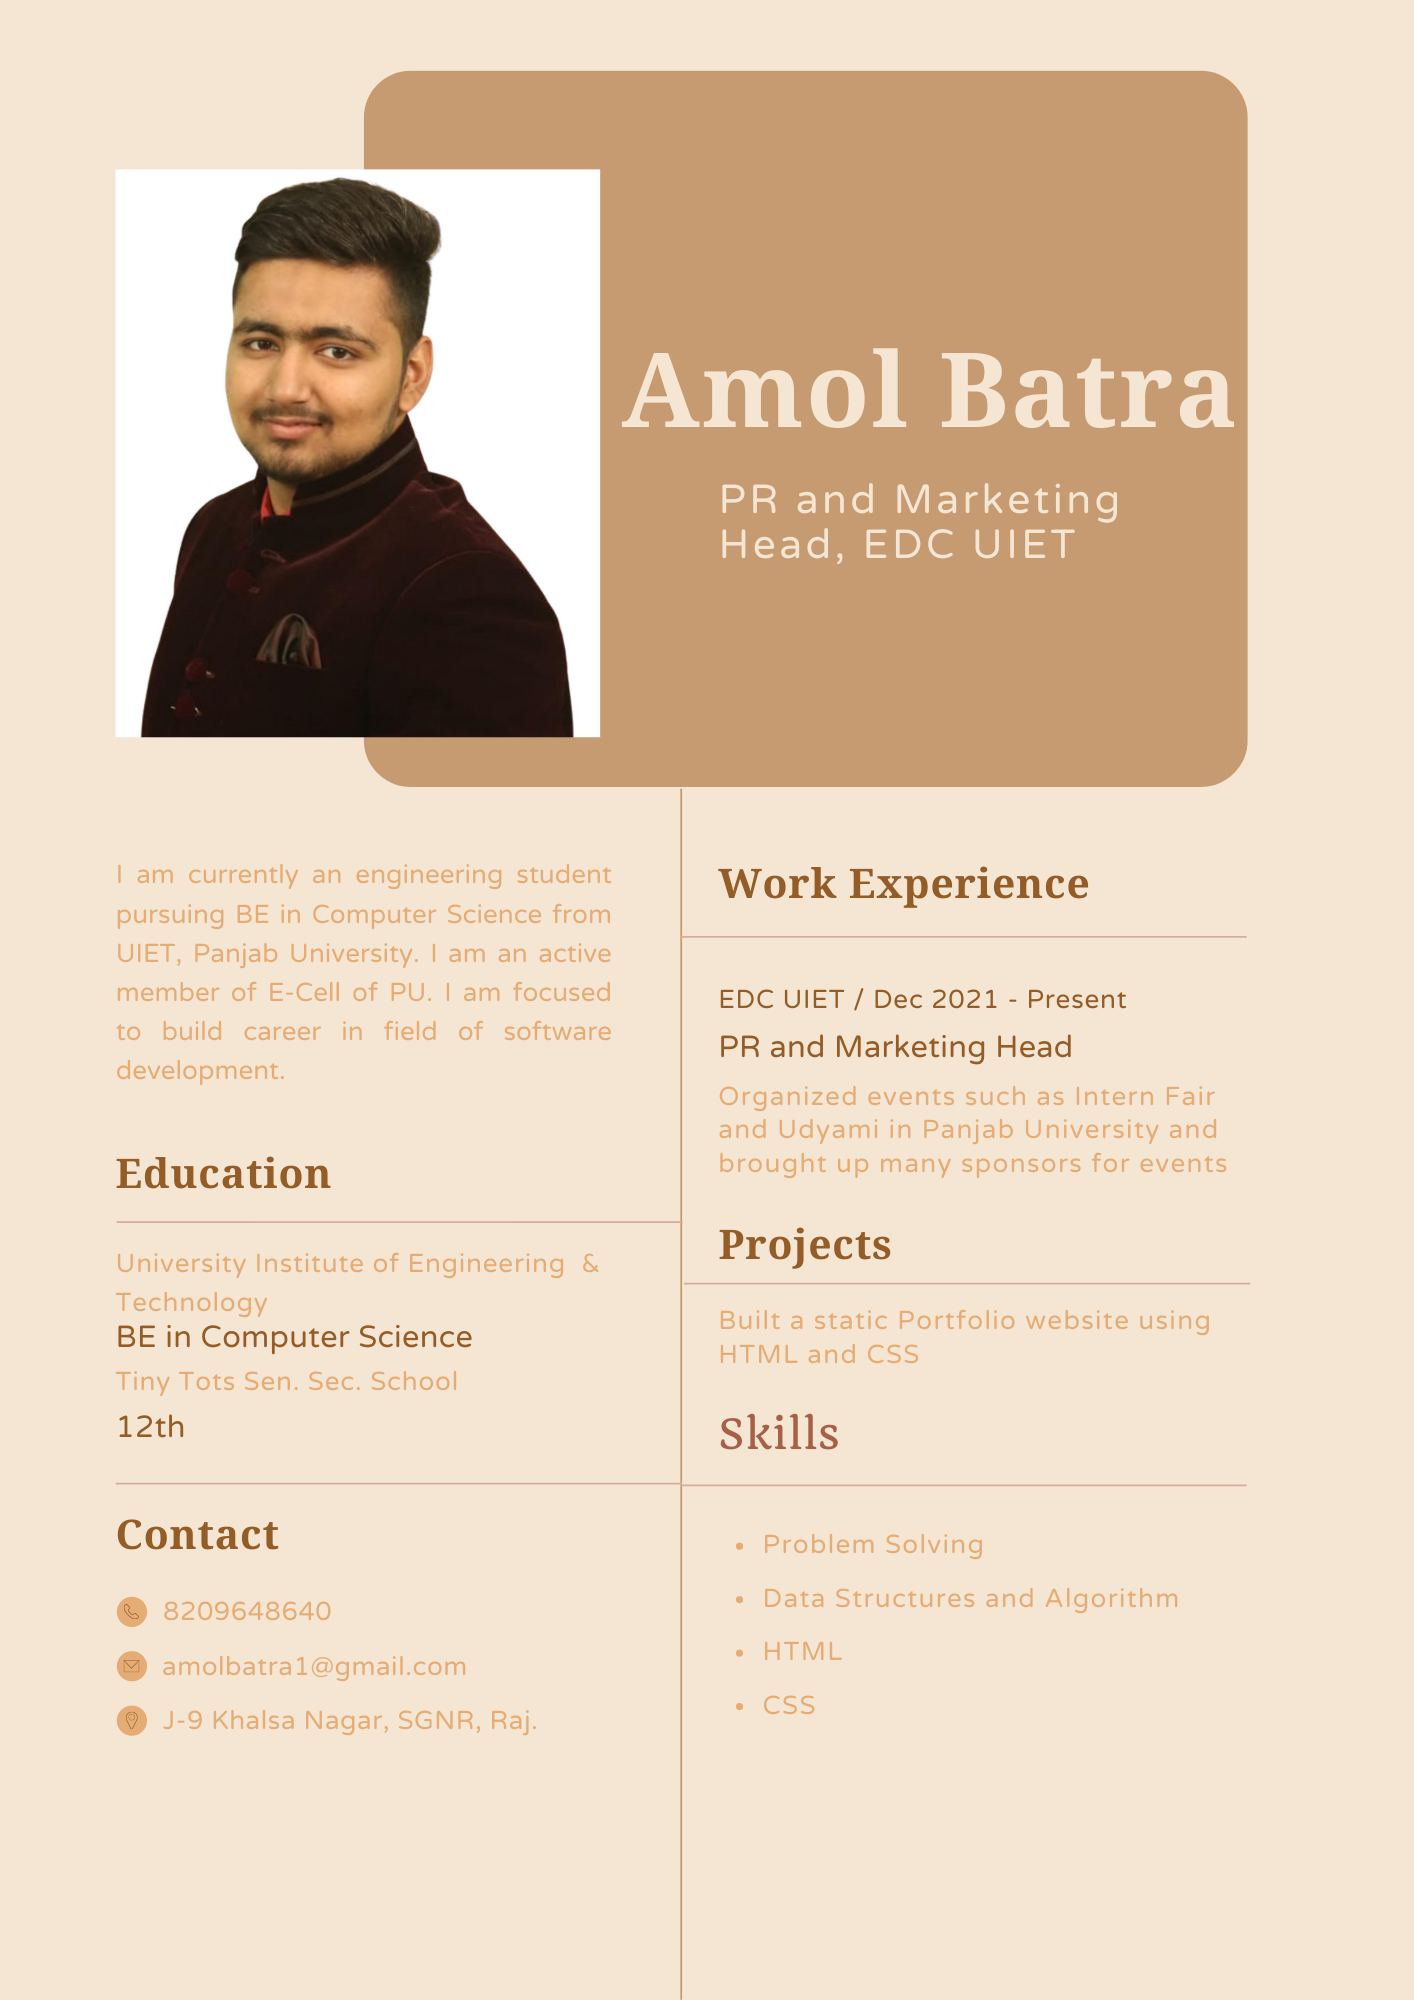 Amol Batra
PR and Marketing
Head, EDC UIET
I am currently an engineering student
pursuing BE in Computer Science from
UIET, Panjab University. I am an active
member of E-Cell of PU. I am focused
to build career in field of software
development.
Education
University Institute of Engineering &
Technology
BE in Computer Science
Tiny Tots Sen. Sec. School
12th
Contact
8209648640
amolbatra1@gmail.com
J-9 Khalsa Nagar, SGNR, Raj.
Work Experience
EDC UIET / Dec 2021 - Present
PR and Marketing Head
Organized events such as Intern Fair
and Udyami in Panjab University and
brought up many sponsors for events
Projects
Built a static Portfolio website using
HTML and CSS
Skills
• Problem Solving
• Data Structures and Algorithm
• HTML
• CSS